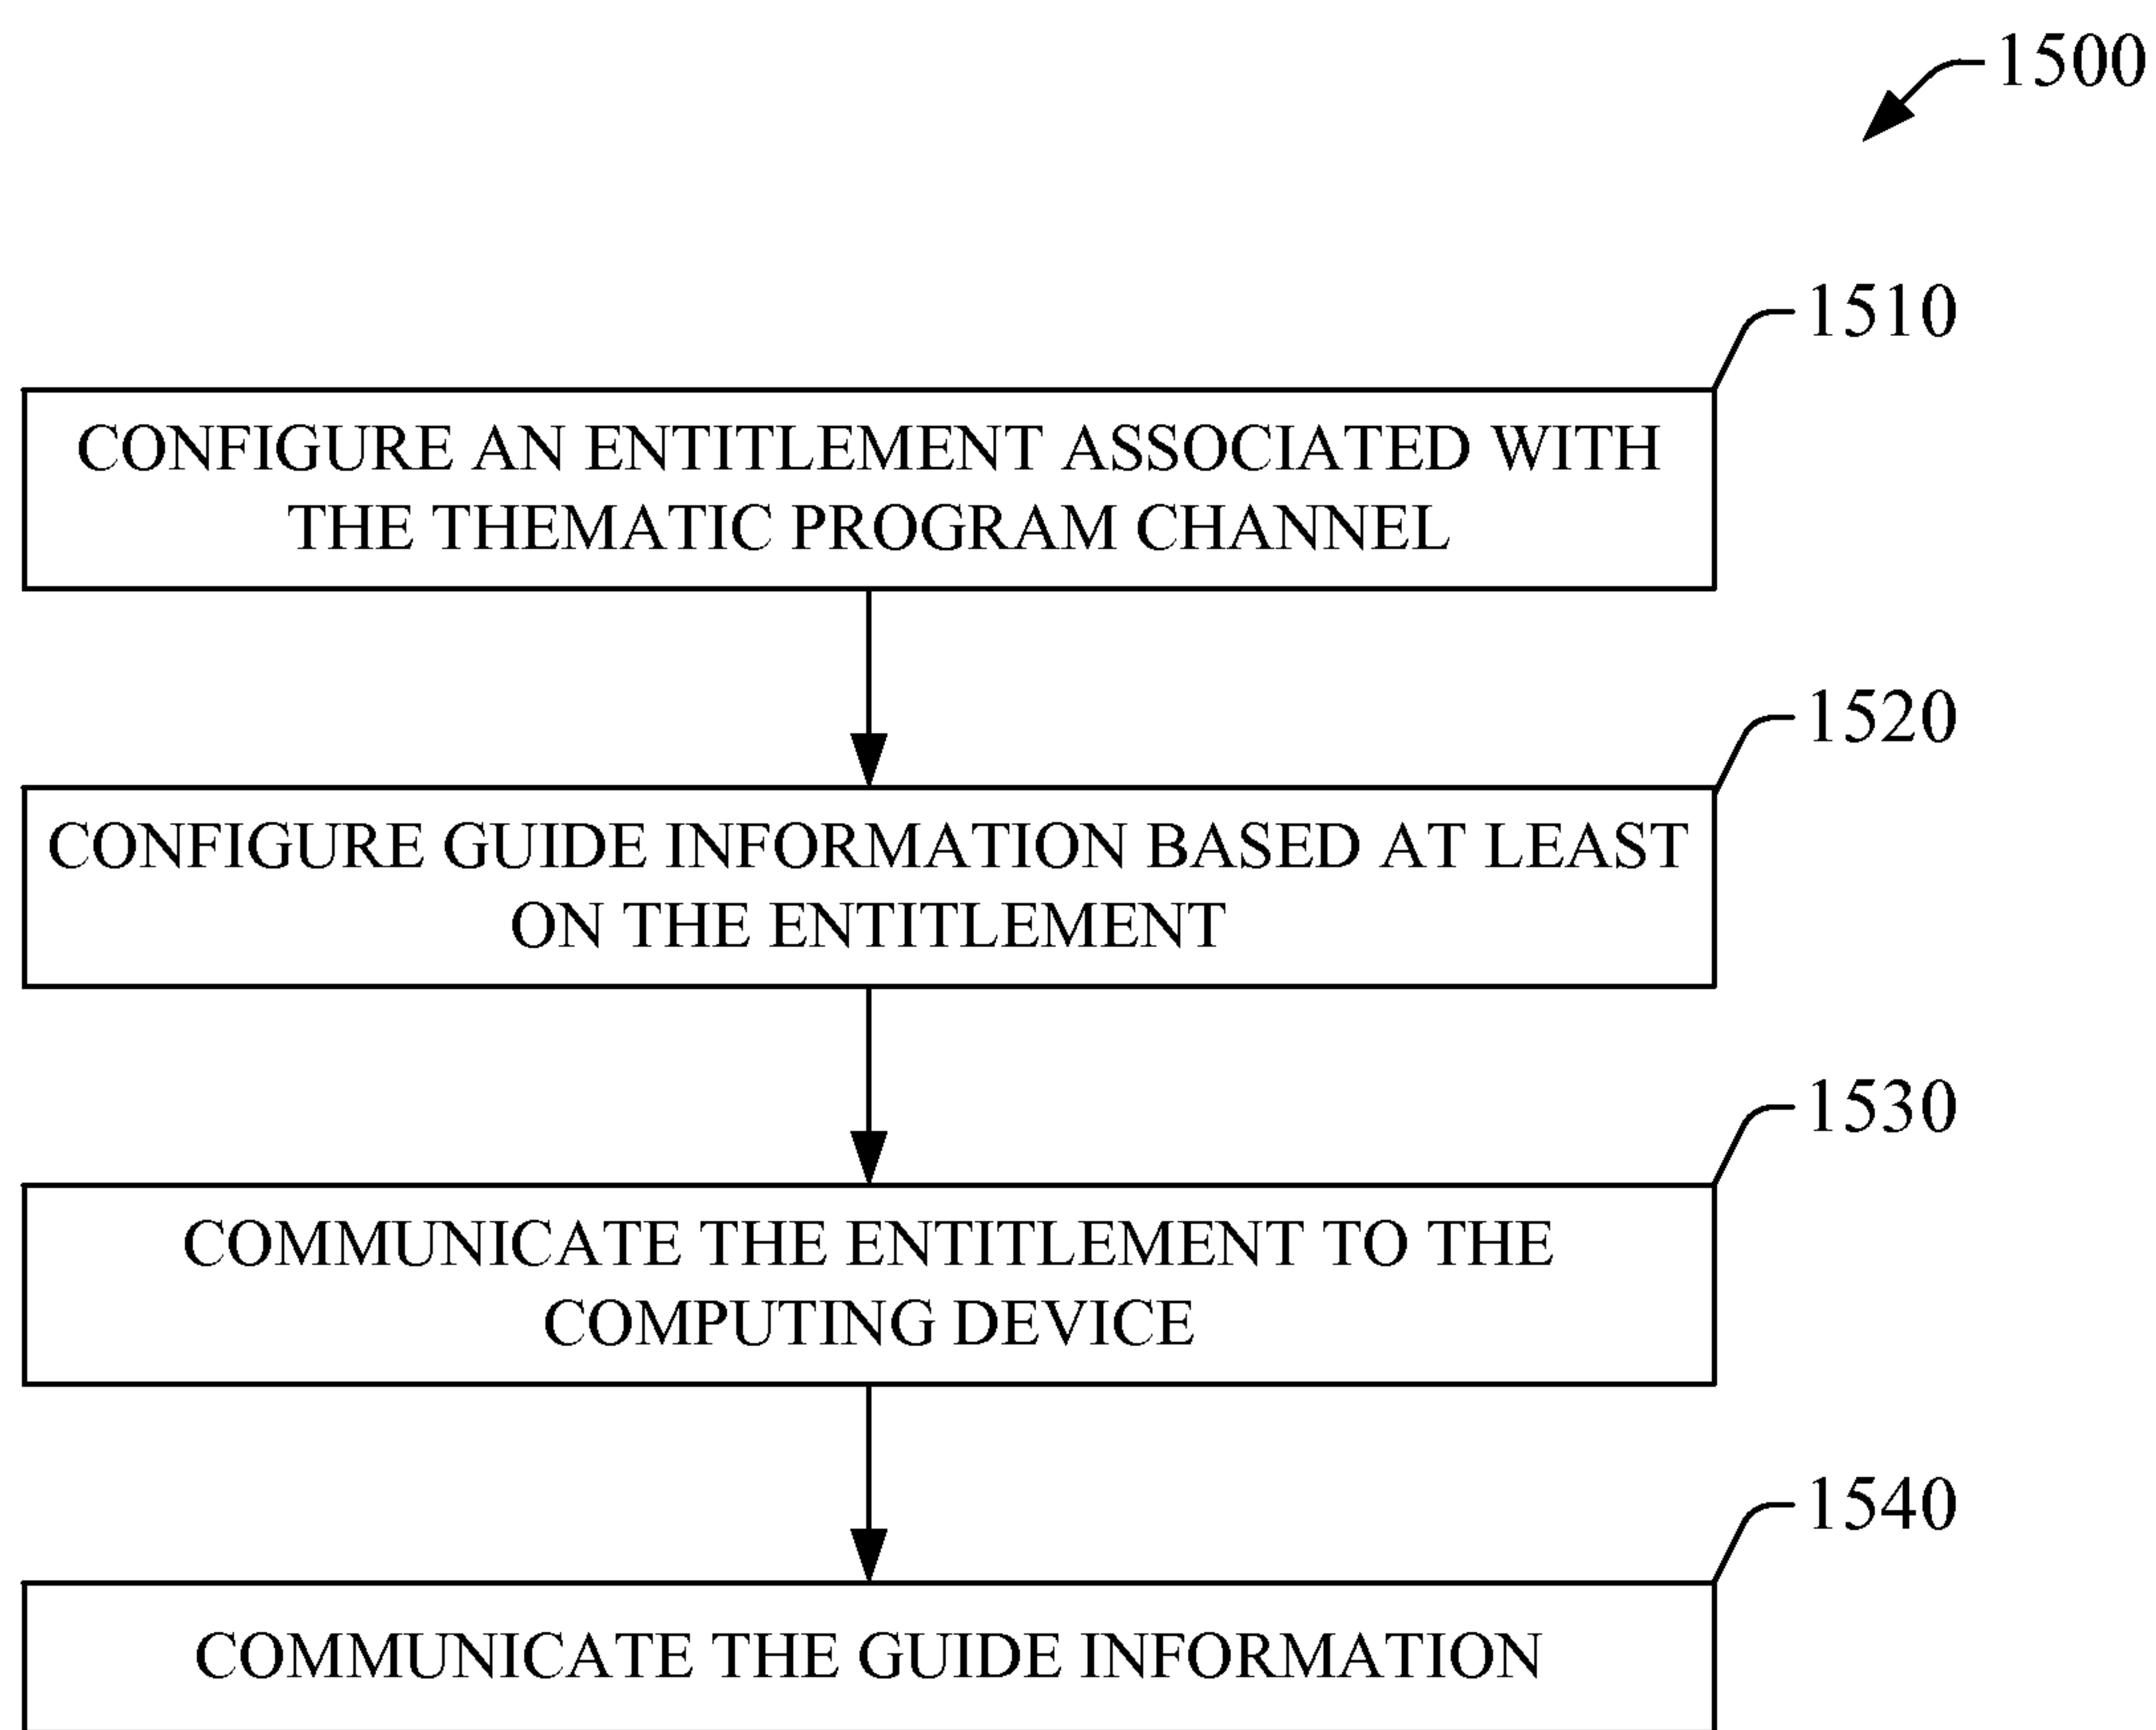 1500
1510
CONFIGURE AN ENTITLEMENT ASSOCIATED WITH
THE THEMATIC PROGRAM CHANNEL
1520
CONFIGURE GUIDE INFORMATION BASED AT LEAST
ON THE ENTITLEMENT
1530
COMMUNICATE THE ENTITLEMENT TO THE
COMPUTING DEVICE
1540
COMMUNICATE THE GUIDE INFORMATION